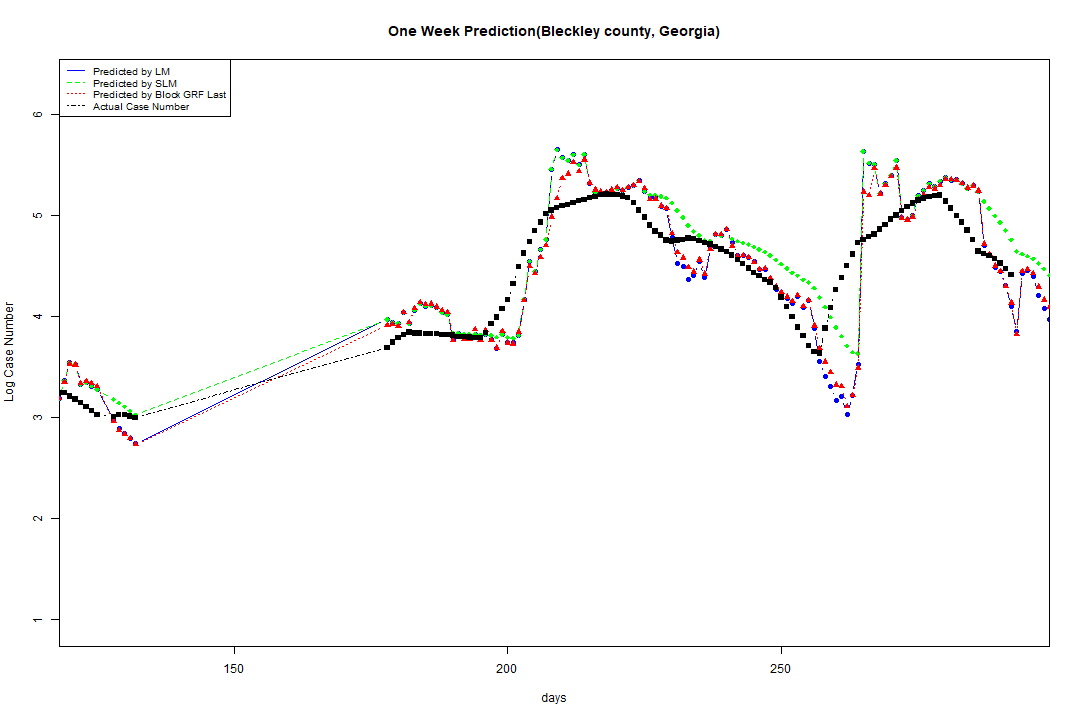 One Week Prediction(Bleckley county, Georgia)
Predicted by LM
Predicted by SLM
Predicted by Block GRF Last
Actual Case Number
Log Case Number
6
5
4
3
2
1
150 200 250
days